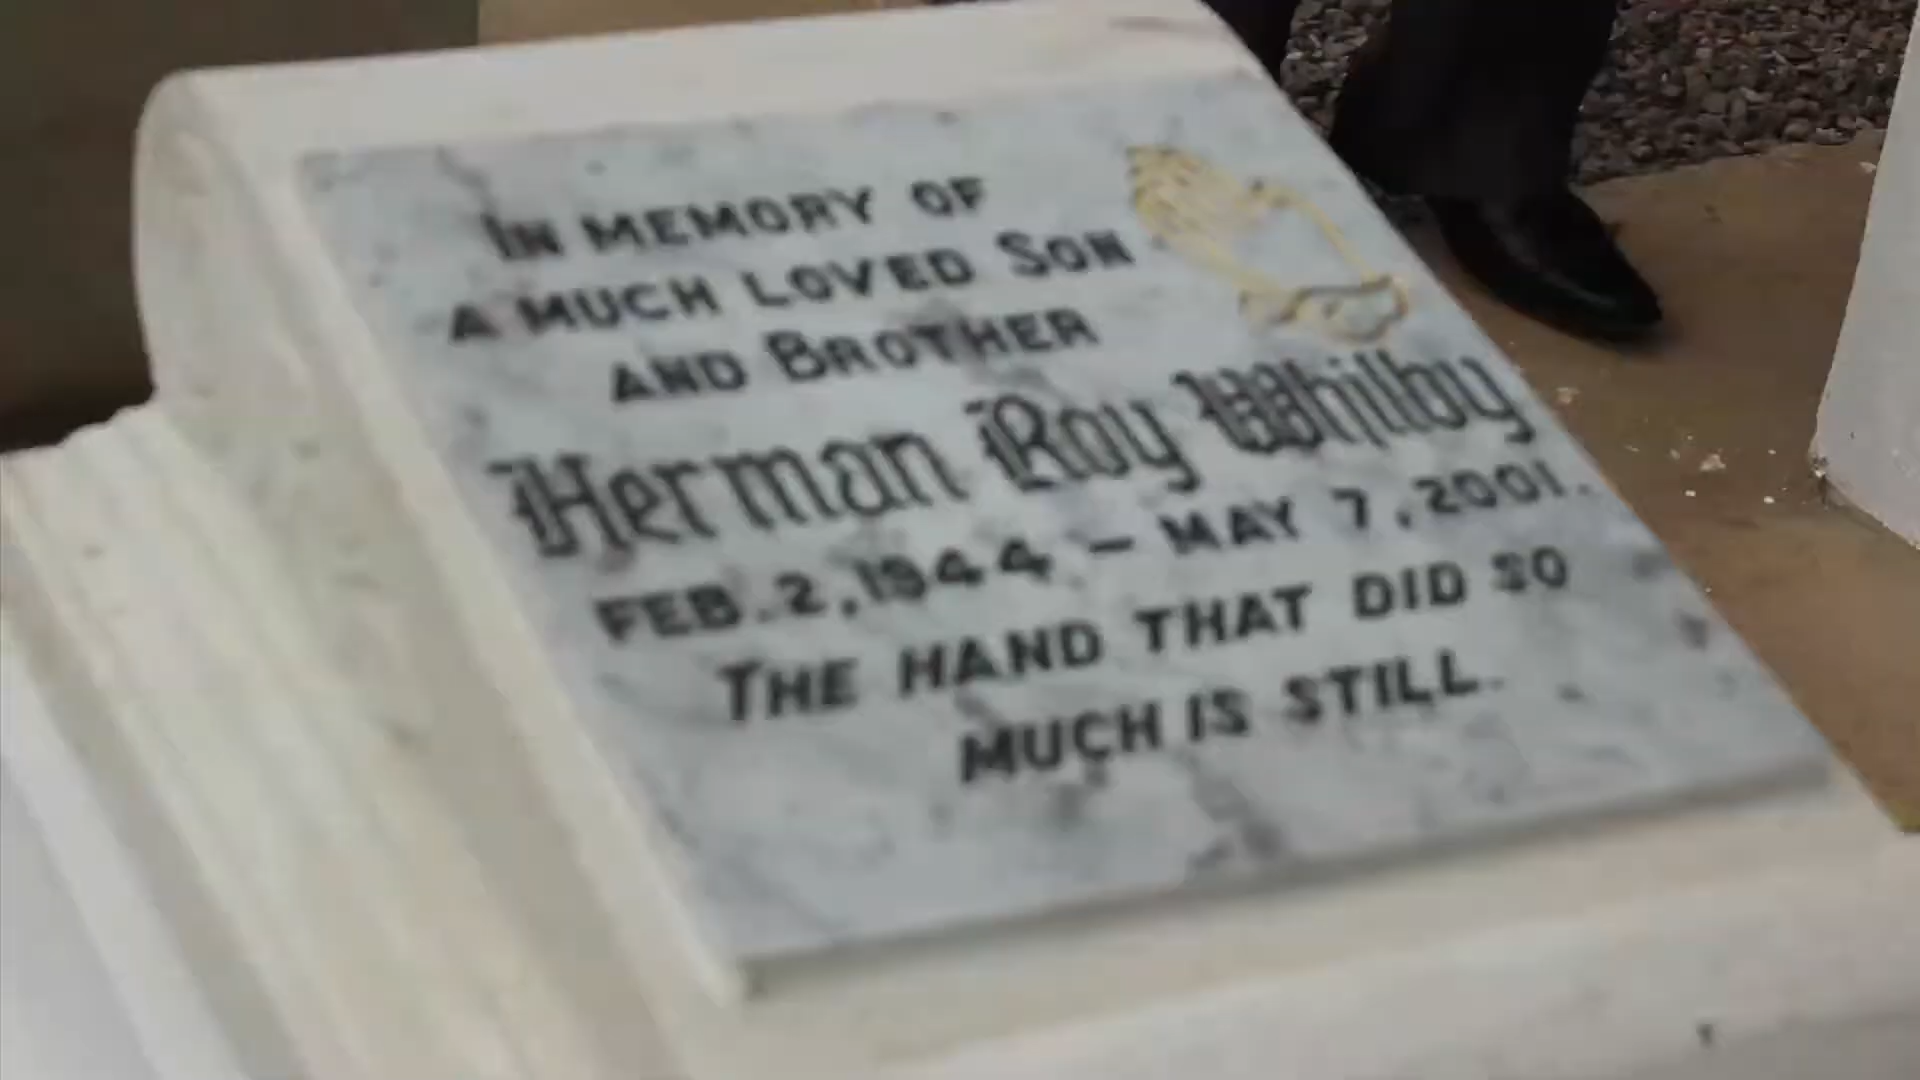 IN MEMORY OF
A MUCH LOVED SON
AND BROTHER
Herman Roy Whilby
FEB. 2, 1944 - MAY 7, 2001.
THE HAND THAT DID SO
MUCH IS STILL.